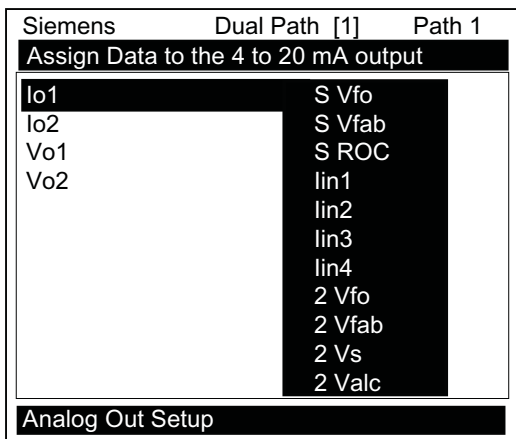 Siemens Dual Path [1] Path 1
Assign Data to the 4 to 20 mA output
Io1 S Vfo
Io2 S Vfab
Vo1 S ROC
Vo2 Iin1
Iin2
Iin3
Iin4
2 Vfo
2 Vfab
2 Vs
2 Valc
Analog Out Setup